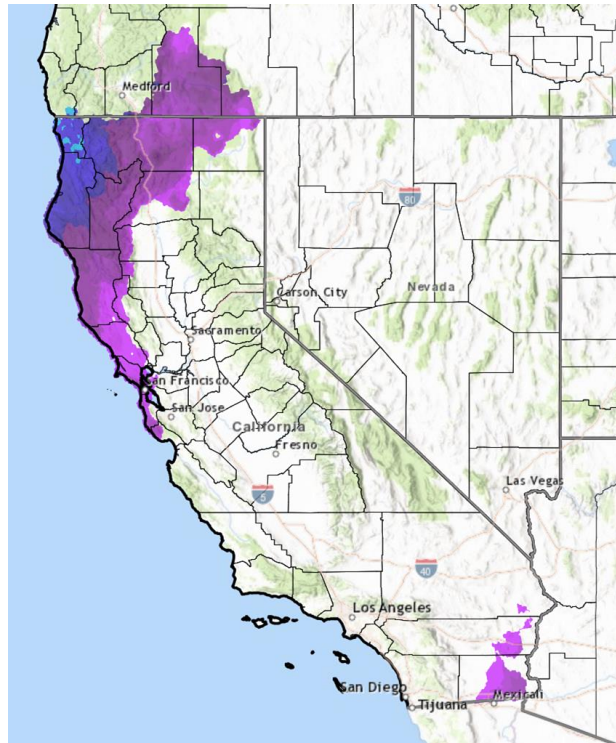 Medford
80
Carson City
Nevada
Sacramento
San Francisco
San Jose
California
Fresno
Las Vegas
5
40
Los Angeles
San Diego
Mexicali
Tijuana